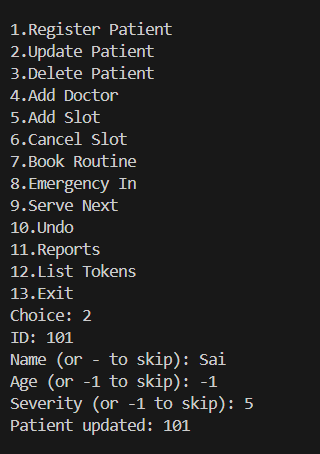 1.Register Patient
2.Update Patient
3.Delete Patient
4.Add Doctor
5.Add Slot
6.Cancel Slot
7.Book Routine
8.Emergency In
9.Serve Next
10.Undo
11.Reports
12.List Tokens
13.Exit
Choice: 2
ID: 101
Name (or - to skip): Sai
Age (or -1 to skip): -1
Severity (or -1 to skip): 5
Patient updated: 101